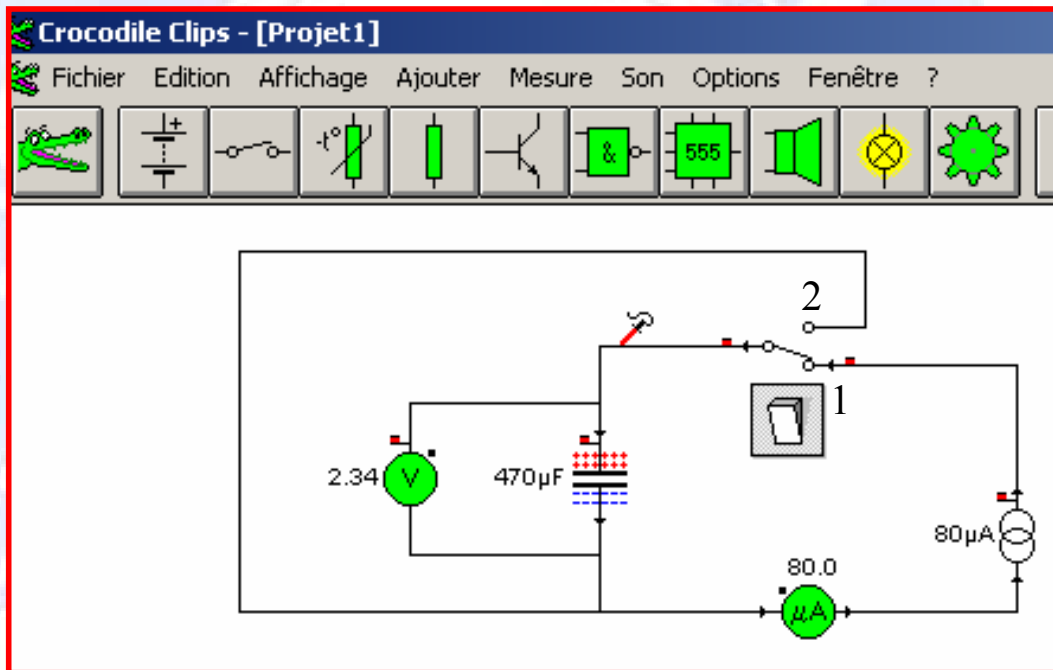 Crocodile Clips - [Projet1]
Fichier Edition Affichage Ajouter Mesure Son Options Fenêtre ?
+
-t° & 555
2
1
2.34 V 470µF
80µA
80.0
µA